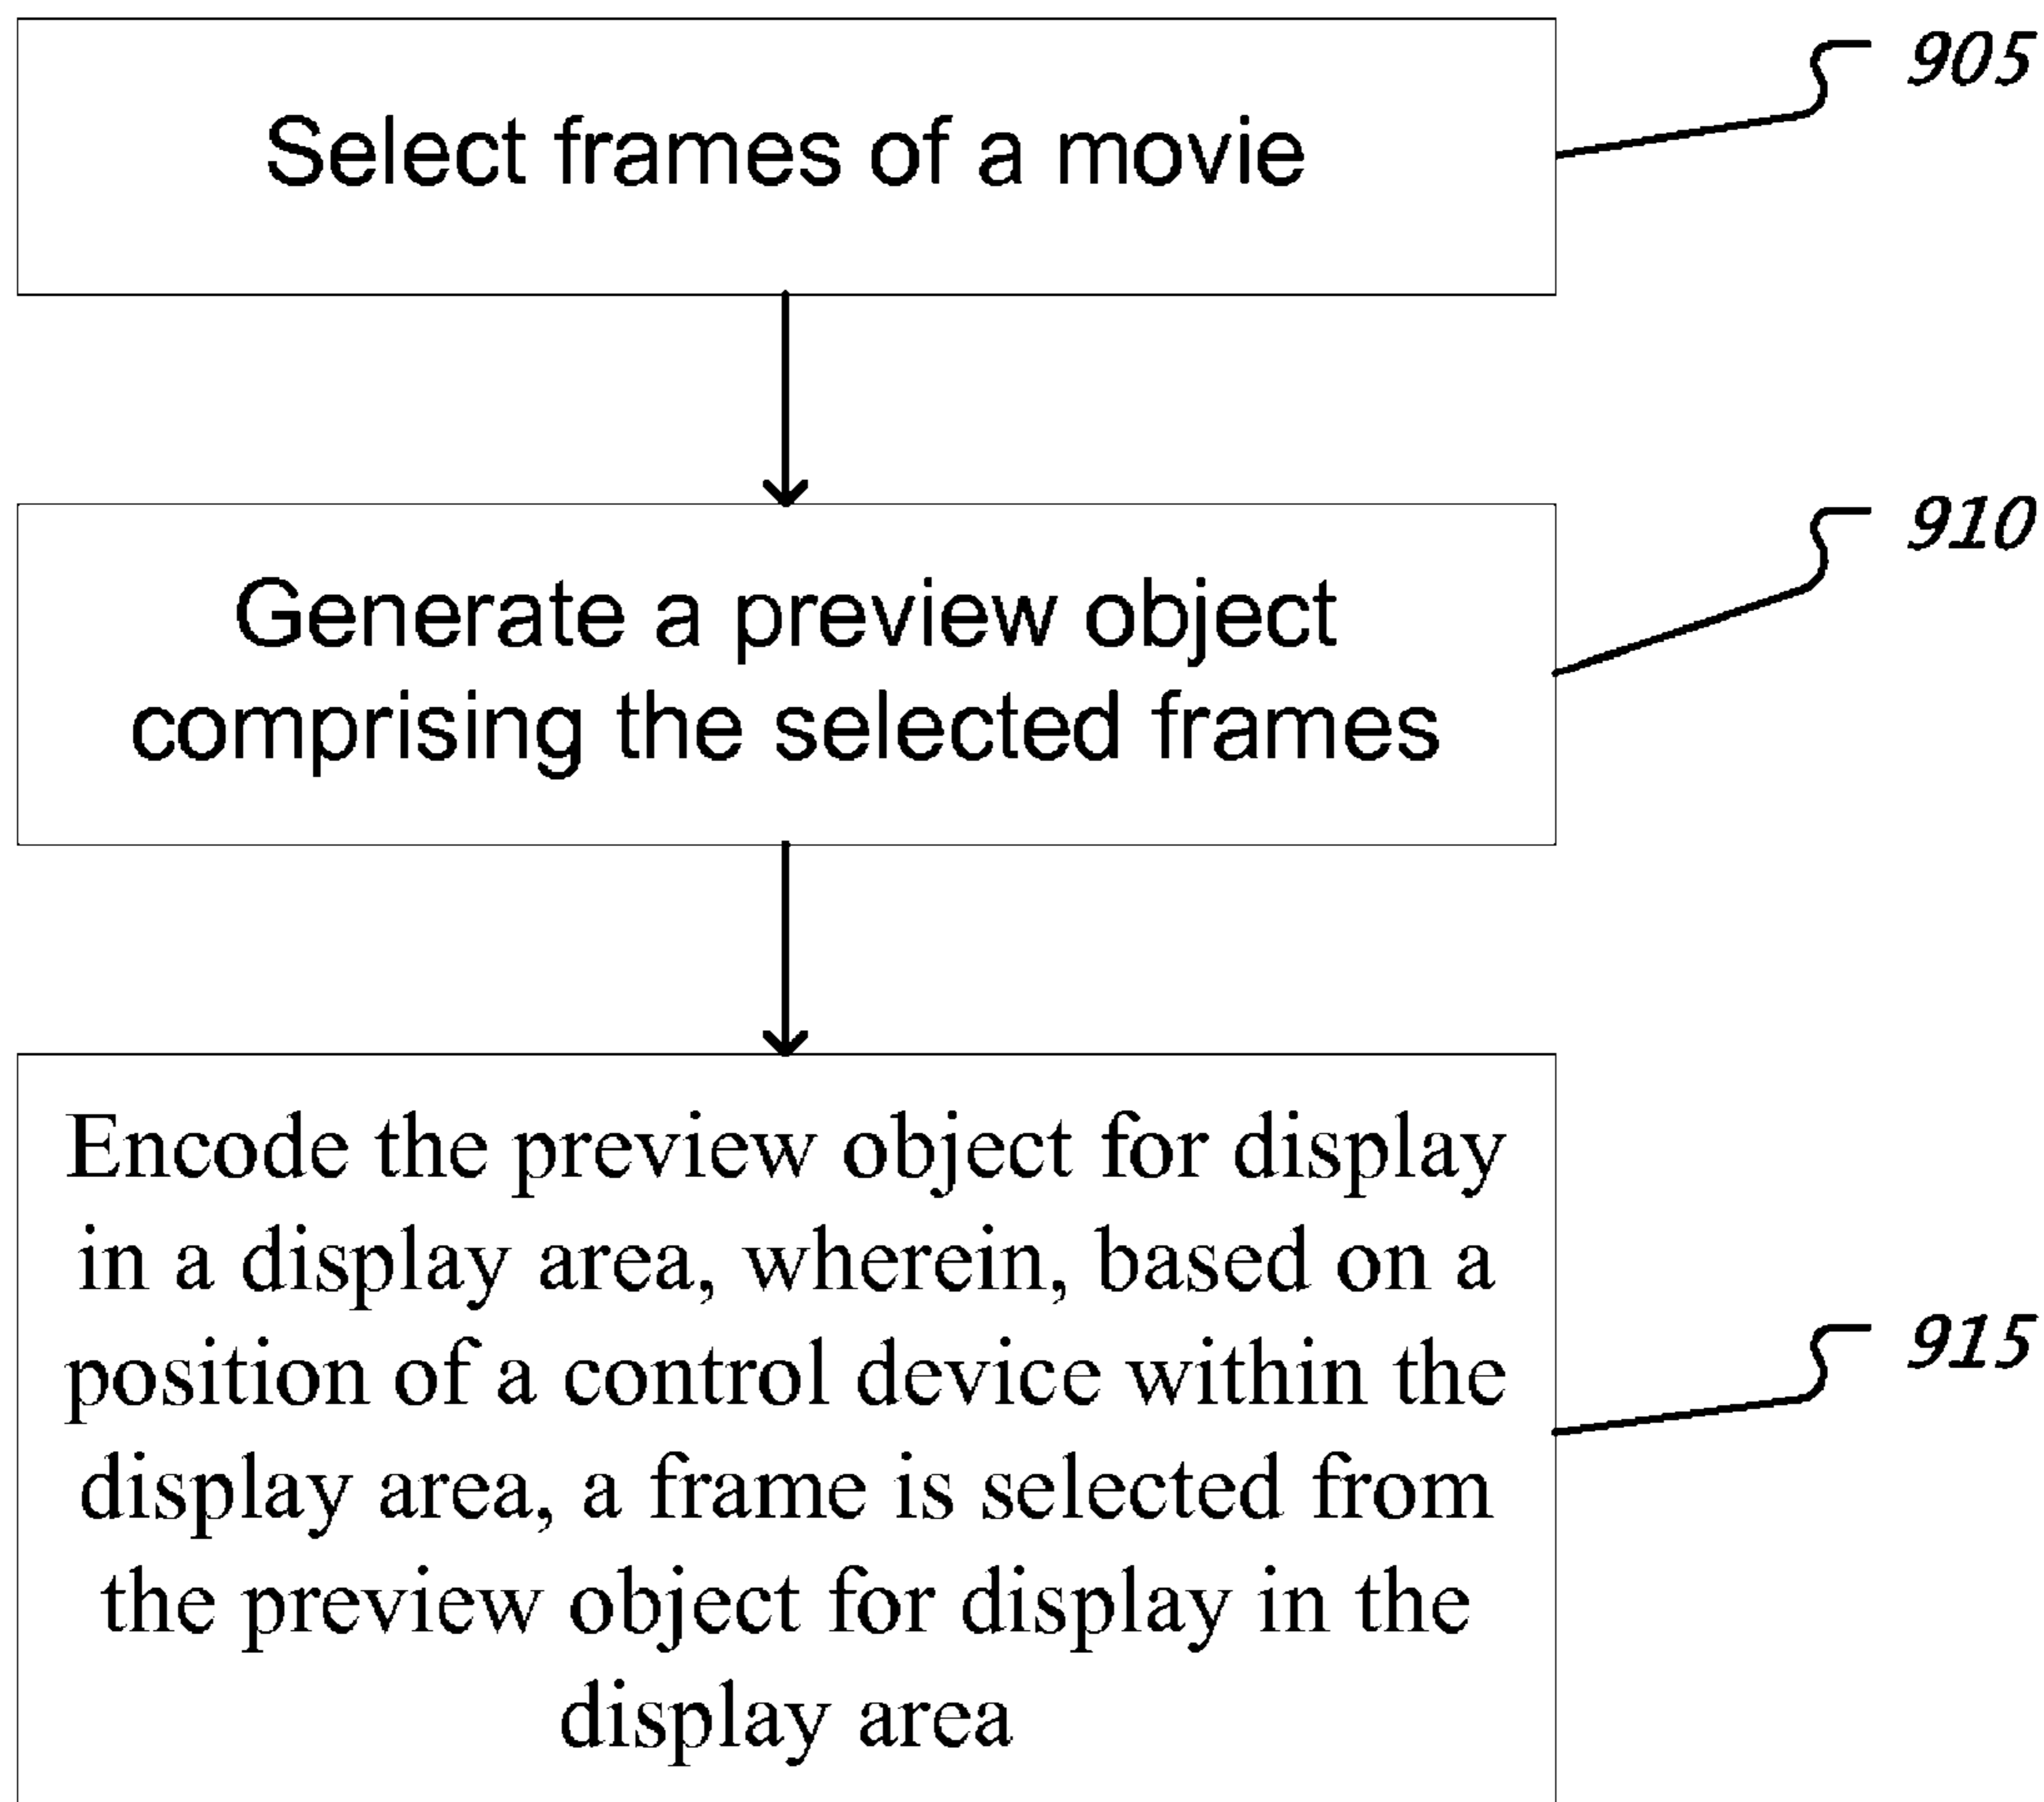 Select frames of a movie
905
Generate a preview object
comprising the selected frames
910
Encode the preview object for display
in a display area, wherein, based on a
position of a control device within the
display area, a frame is selected from
the preview object for display in the
display area
915